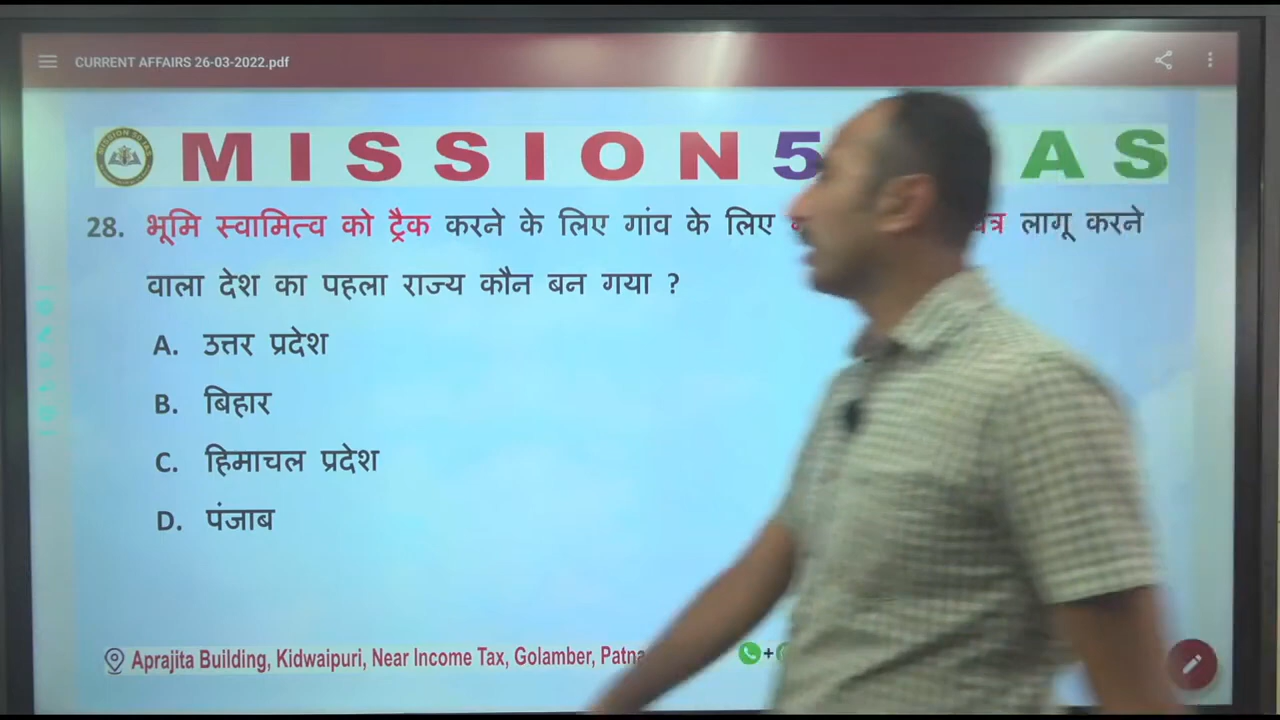 CURRENT AFFAIRS 26-03-2022.pdf
MISSION 5 AS
28. भूमि स्वामित्व को ट्रैक करने के लिए गांव के लिए लागू करने
वाला देश का पहला राज्य कौन बन गया ?
A. उत्तर प्रदेश
B. बिहार
C. हिमाचल प्रदेश
D. पंजाब
Aprajita Building, Kidwaipuri, Near Income Tax, Golamber, Patna